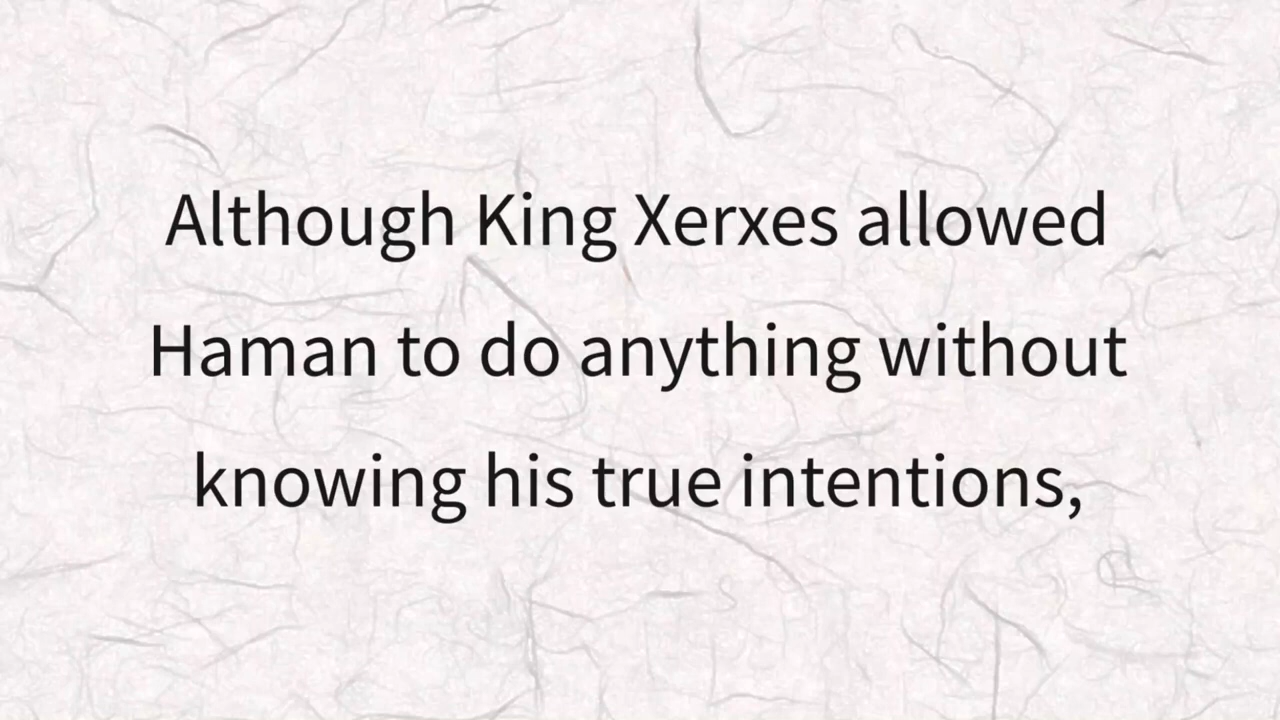 Although King Xerxes allowed
Haman to do anything without
knowing his true intentions,